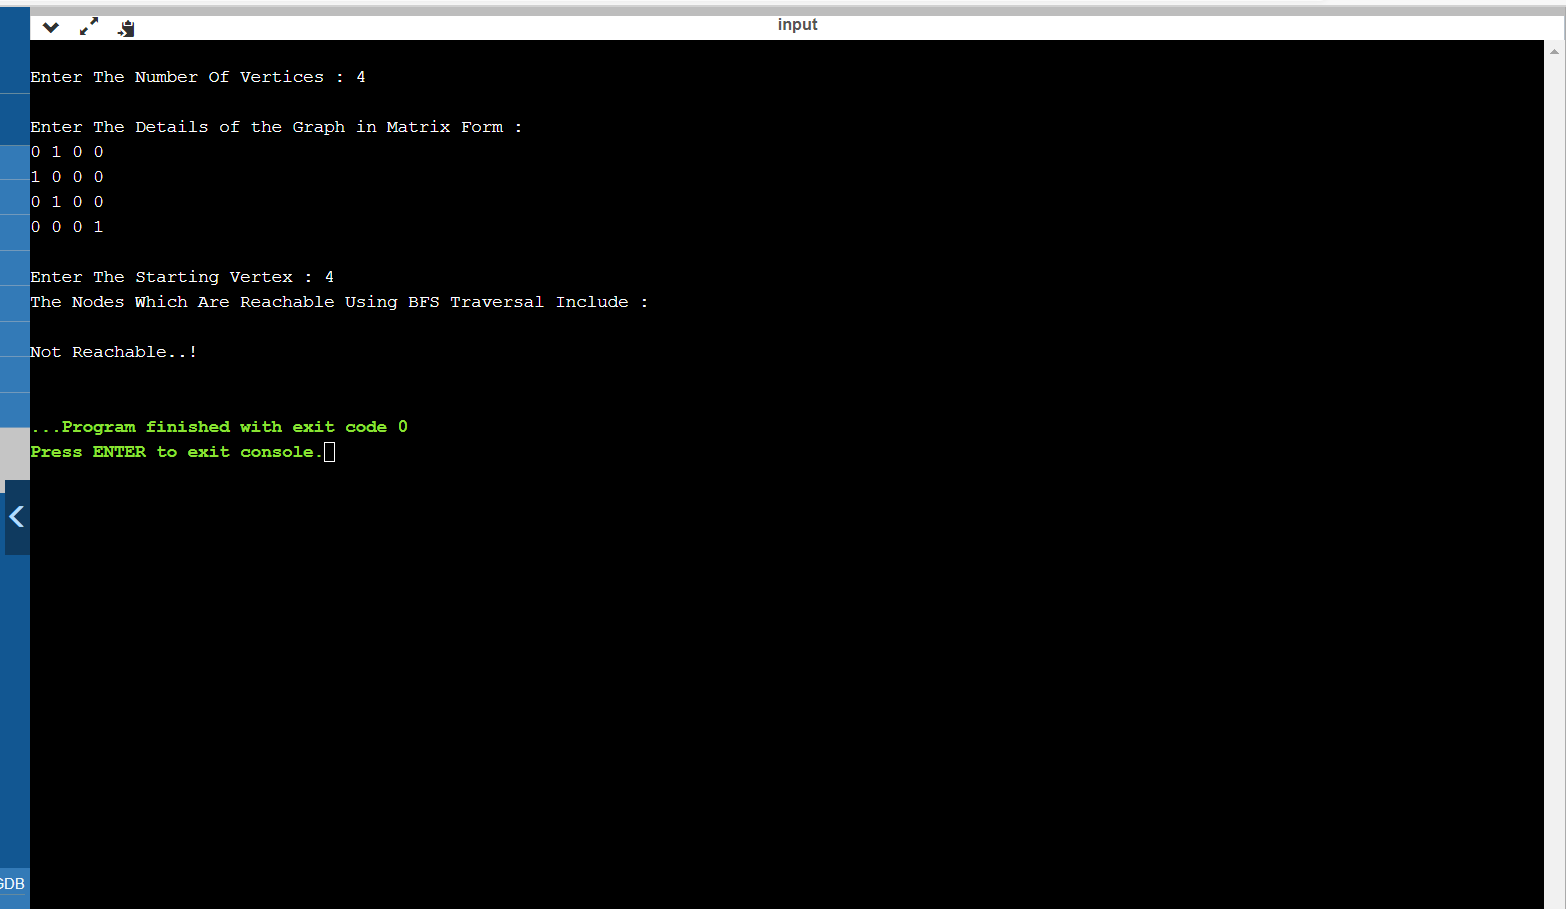 input
Enter The Number Of Vertices : 4
Enter The Details of the Graph in Matrix Form :
0 1 0 0
1 0 0 0
0 1 0 0
0 0 0 1
Enter The Starting Vertex : 4
The Nodes Which Are Reachable Using BFS Traversal Include :
Not Reachable..!
...Program finished with exit code 0
Press ENTER to exit console.
GDB